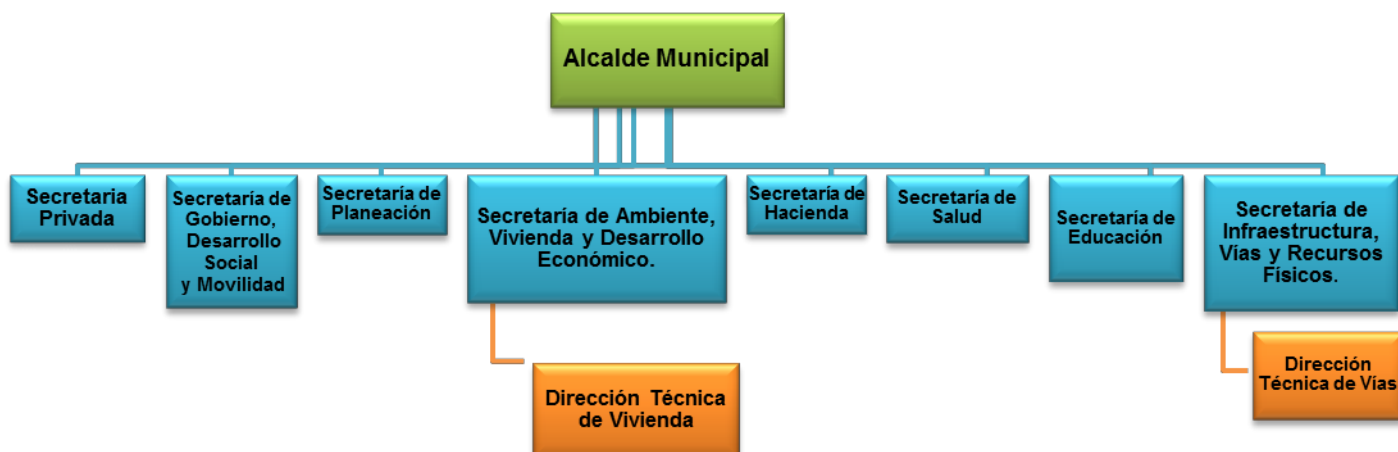 Alcalde Municipal
Secretaria
Privada
Secretaría de
Gobierno,
Desarrollo
Social
y Movilidad
Secretaría de
Planeación
Secretaría de Ambiente,
Vivienda y Desarrollo
Económico.
Secretaría de
Hacienda
Secretaría de
Salud
Secretaría de
Educación
Secretaría de
Infraestructura,
Vías y Recursos
Físicos.
Dirección Técnica
de Vivienda
Dirección
Técnica de Vías